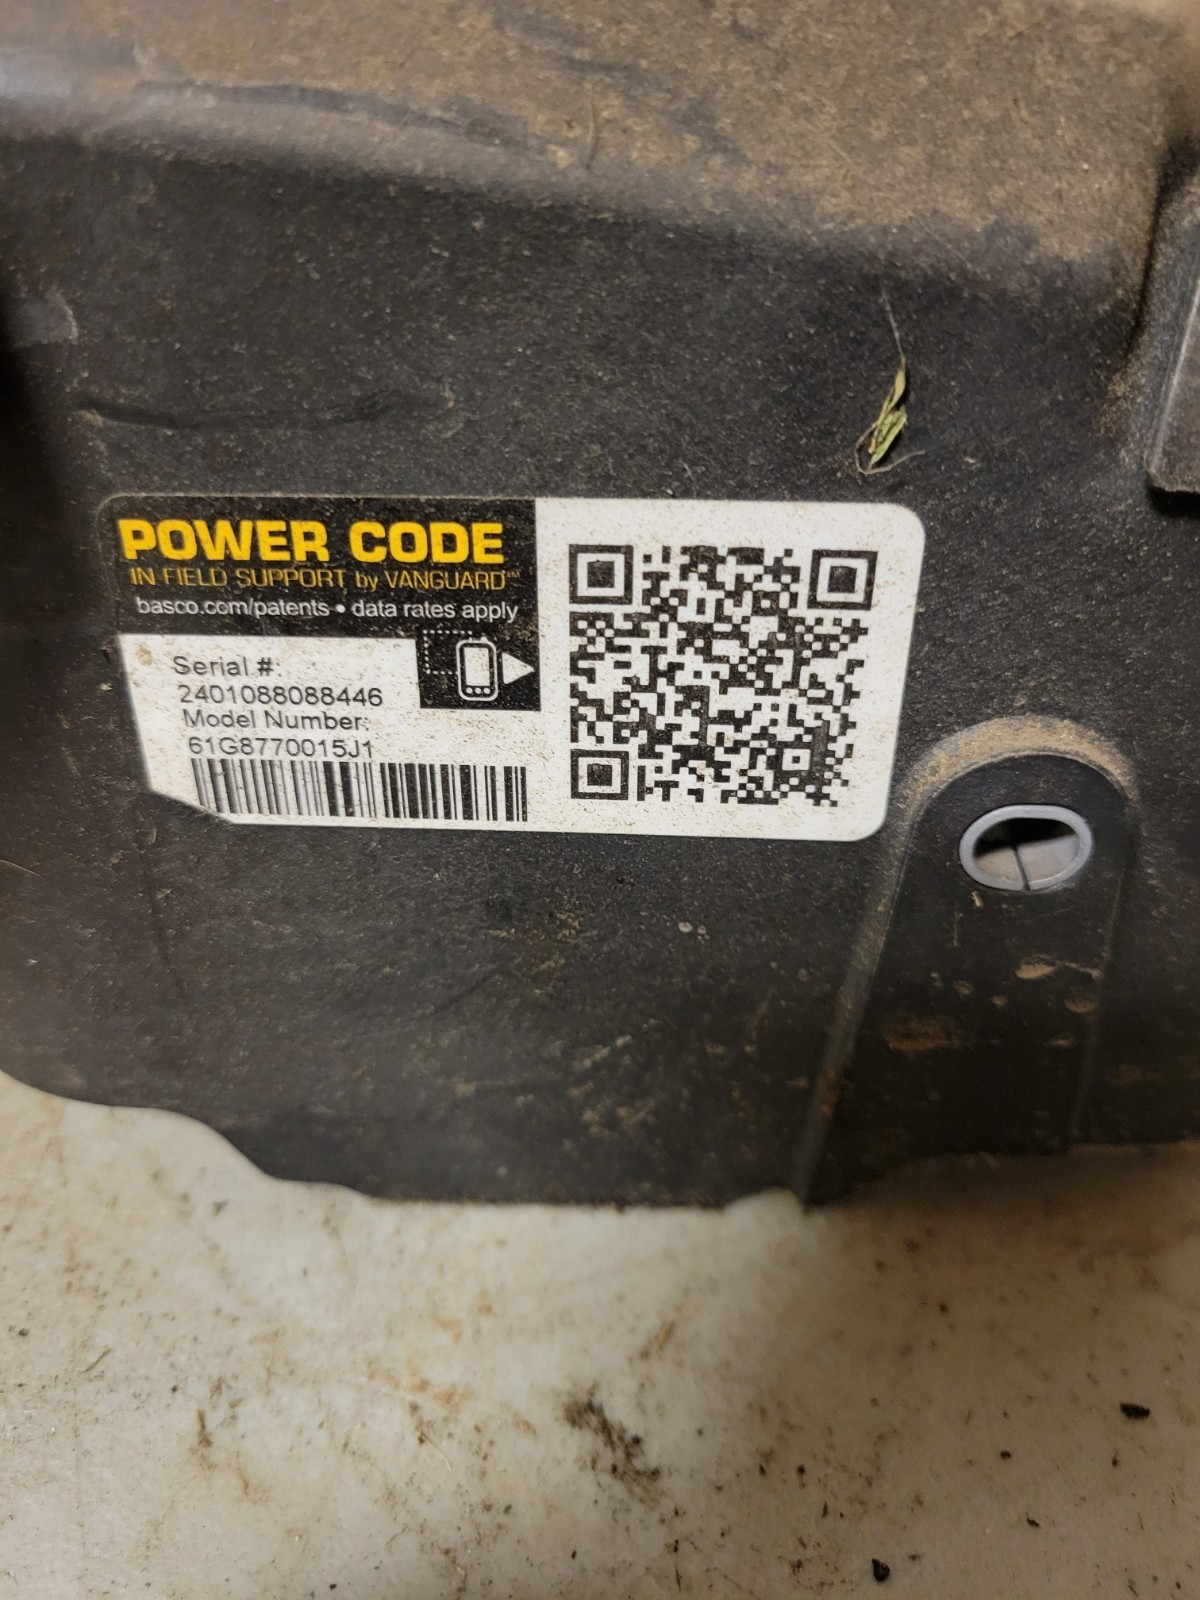 POWER CODE
IN FIELD SUPPORT by VANGUARD
basco.com/patents • data rates apply
Serial #:
2401088088446
Model Number:
61G8770015J1